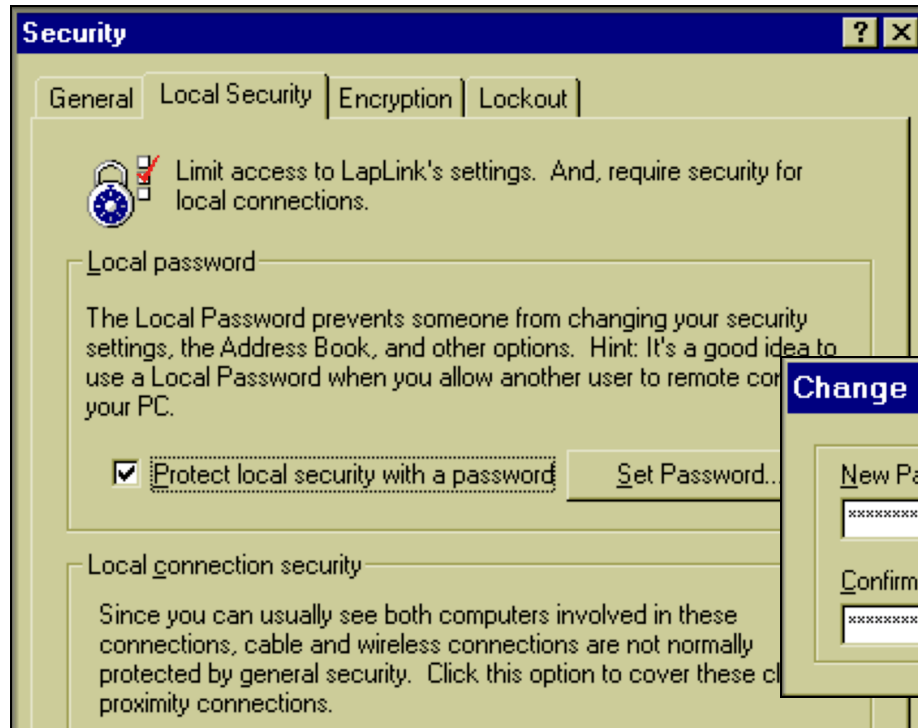 Security
General Local Security Encryption Lockout
Limit access to LapLink's settings. And, require security for
local connections.
Local password
The Local Password prevents someone from changing your security
settings, the Address Book, and other options. Hint: It's a good idea to
use a Local Password when you allow another user to remote con
your PC.
Protect local security with a password Set Password...
Local connection security
Since you can usually see both computers involved in these
connections, cable and wireless connections are not normally
protected by general security. Click this option to cover these cl
proximity connections.
Change
New Pa
xxxxxxxx
Confirm
xxxxxxxx